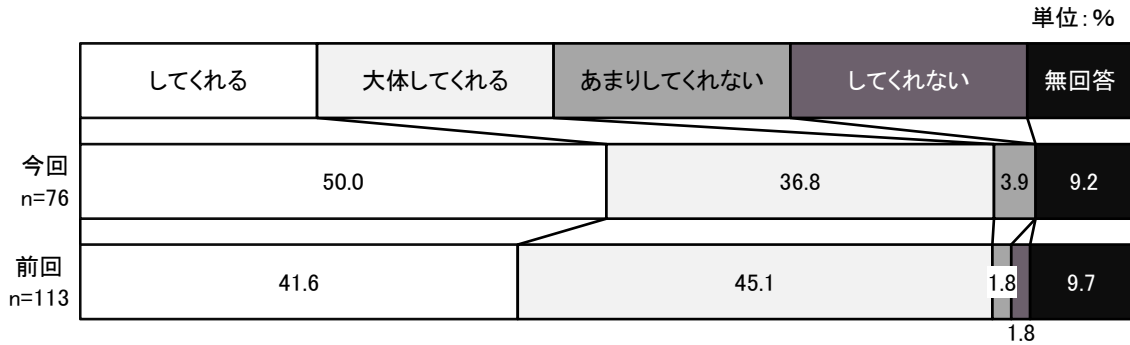 単位：%
してくれる 大体してくれる あまりしてくれない してくれない 無回答
今回
n=76
50.0 36.8 3.9 9.2
前回
n=113
41.6 45.1 1.8 9.7
1.8